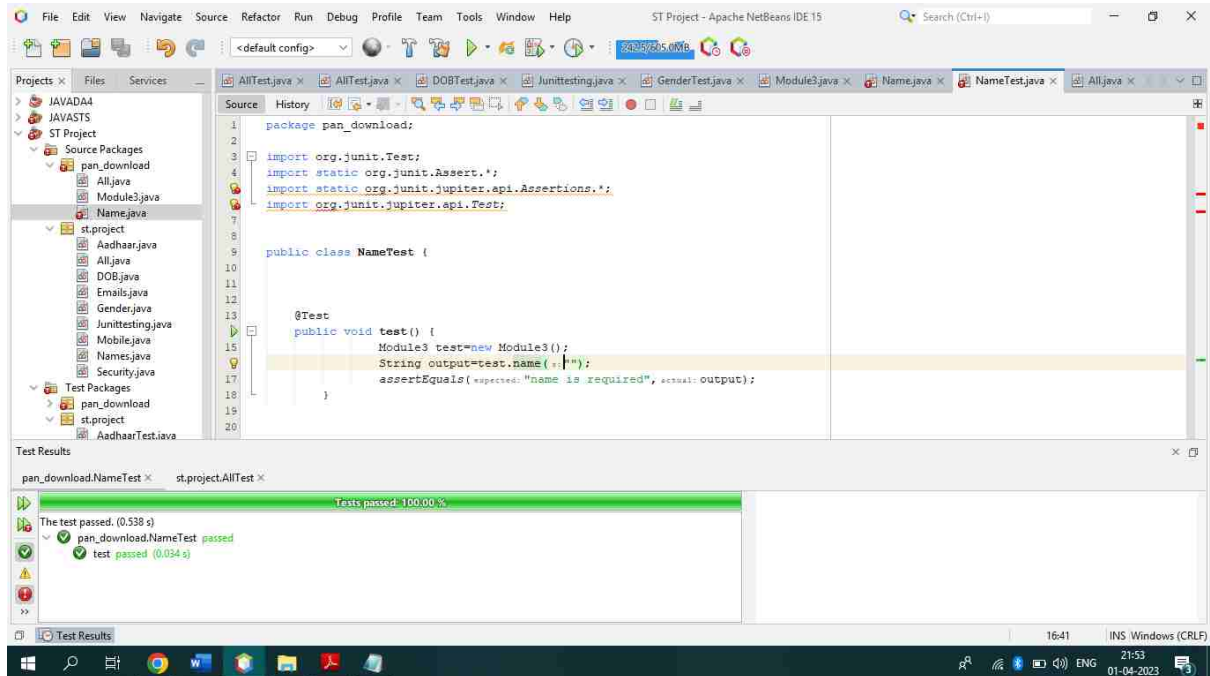 File Edit View Navigate Source Refactor Run Debug Profile Team Tools Window Help ST Project - Apache NetBeans IDE 15 Search (Ctrl+I)
<default config>
Projects Files Services
AllTest.java AllTest.java DOBTest.java Junittesting.java GenderTest.java Module3.java Name.java NameTest.java All.java
Source History
JAVADA4
JAVASTS
ST Project
Source Packages
pan_download
All.java
Module3.java
Name.java
st.project
Aadhaar.java
All.java
DOB.java
Emails.java
Gender.java
Junittesting.java
Mobile.java
Names.java
Security.java
Test Packages
pan_download
st.project
AadhaarTest.java
1 package pan_download;
2
3 import org.junit.Test;
4 import static org.junit.Assert.*;
import static org.junit.jupiter.api.Assertions.*;
import org.junit.jupiter.api.Test;
7
8
9 public class NameTest {
10
11
12
13 @Test
public void test() {
15 Module3 test=new Module3();
String output=test.name( s:"");
17 assertEquals( expected: "name is required", actual: output);
18 }
19
20
Test Results
pan_download.NameTest st.project.AllTest
Tests passed: 100.00 %
The test passed. (0.538 s)
pan_download.NameTest passed
test passed (0.034 s)
Test Results 16:41 INS Windows (CRLF)
ENG 21:53
01-04-2023
3